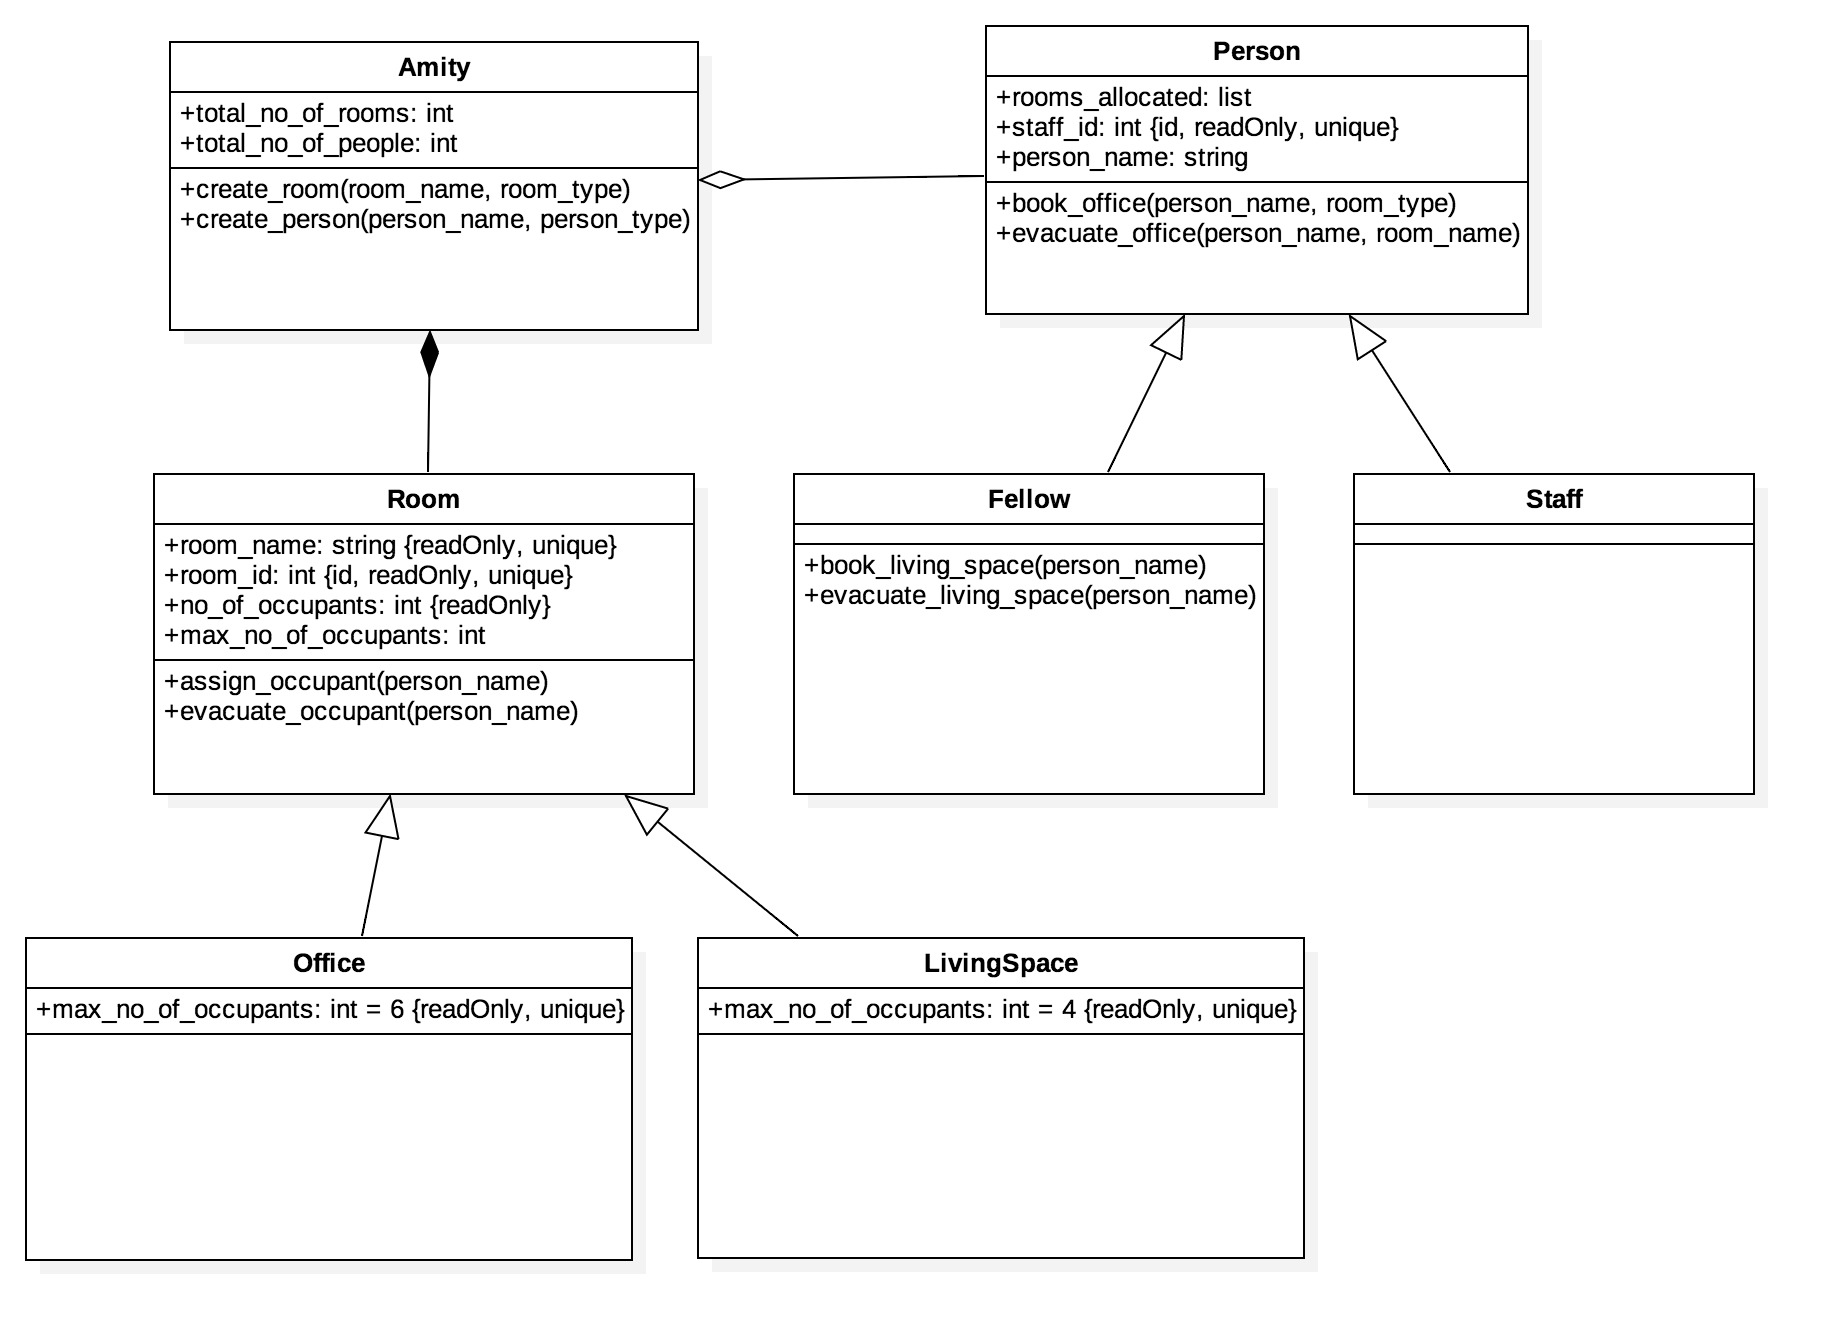 Amity
+total_no_of_rooms: int
+total_no_of_people: int
+create_room(room_name, room_type)
+create_person(person_name, person_type)
Person
+rooms_allocated: list
+staff_id: int {id, readOnly, unique}
+person_name: string
+book_office(person_name, room_type)
+evacuate_office(person_name, room_name)
Room
+room_name: string {readOnly, unique}
+room_id: int {id, readOnly, unique}
+no_of_occupants: int {readOnly}
+max_no_of_occupants: int
+assign_occupant(person_name)
+evacuate_occupant(person_name)
Fellow
+book_living_space(person_name)
+evacuate_living_space(person_name)
Staff
Office
+max_no_of_occupants: int = 6 {readOnly, unique}
LivingSpace
+max_no_of_occupants: int = 4 {readOnly, unique}